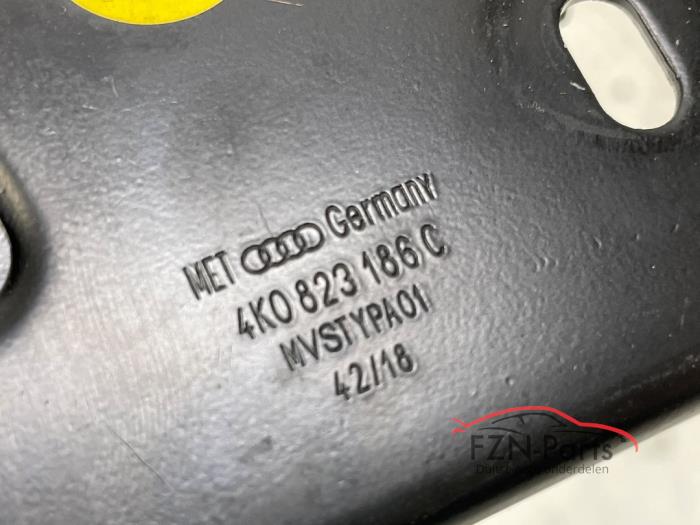 MET Germany
4K0 823 186 C
MVSTYPA01
42/18
FZN-Parts